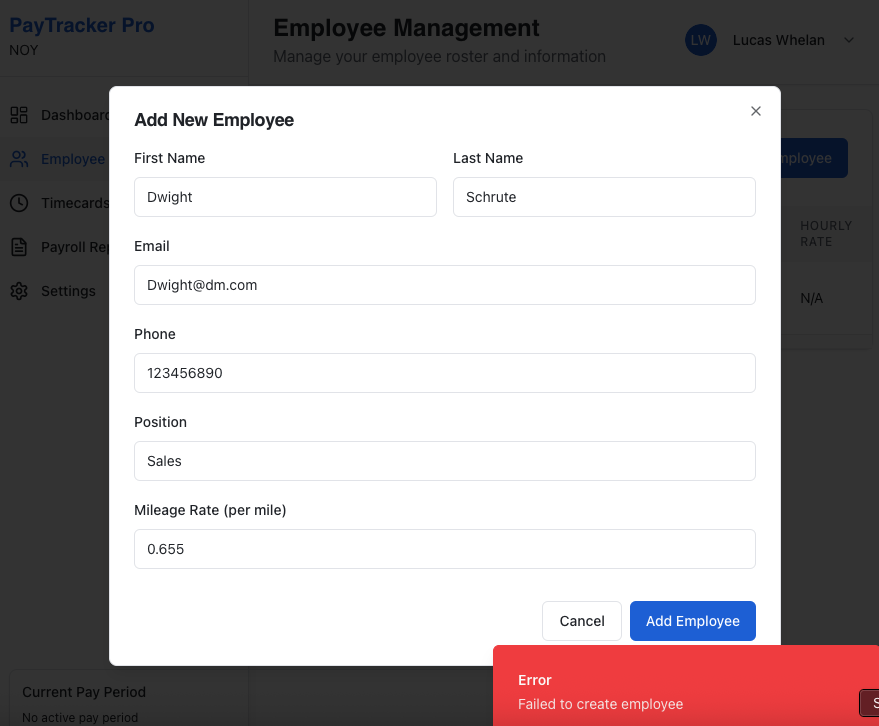 PayTracker Pro
NOY
Employee Management
Manage your employee roster and information
LW
Lucas Whelan
Dashboard
Employee
Timecards
Payroll Rep
Settings
HOURLY
RATE
N/A
Add New Employee
First Name
Last Name
Dwight
Schrute
Email
Dwight@dm.com
Phone
123456890
Position
Sales
Mileage Rate (per mile)
0.655
Cancel
Add Employee
Error
Failed to create employee
Current Pay Period
No active pay period